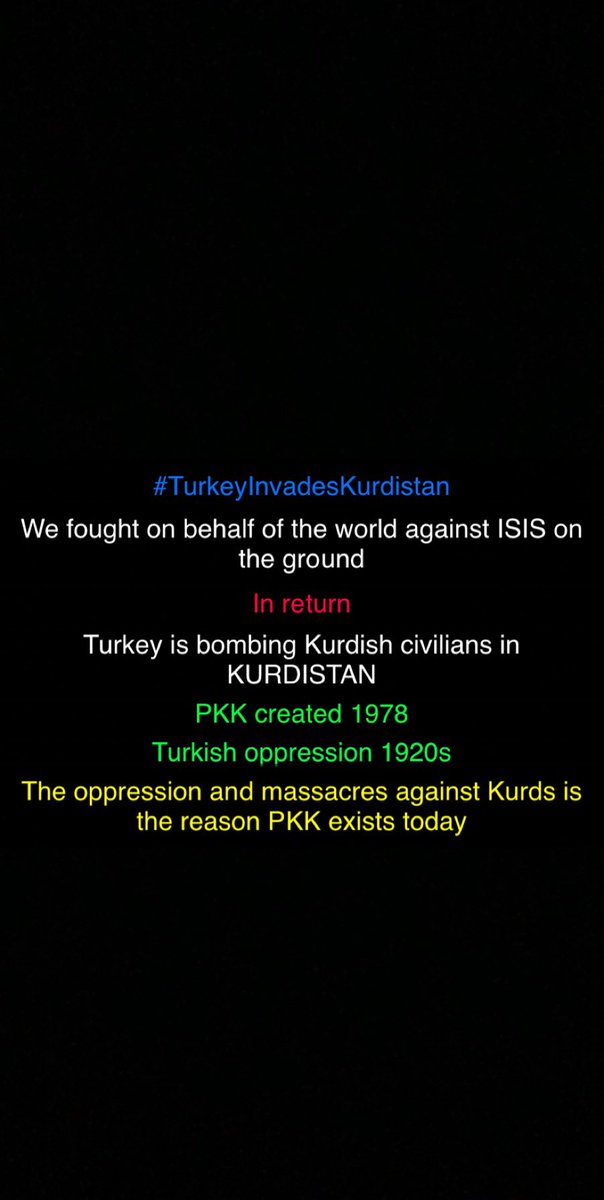 #TurkeyInvadesKurdistan
We fought on behalf of the world against ISIS on
the ground
In return
Turkey is bombing Kurdish civilians in
KURDISTAN
PKK created 1978
Turkish oppression 1920s
The oppression and massacres against Kurds is
the reason PKK exists today